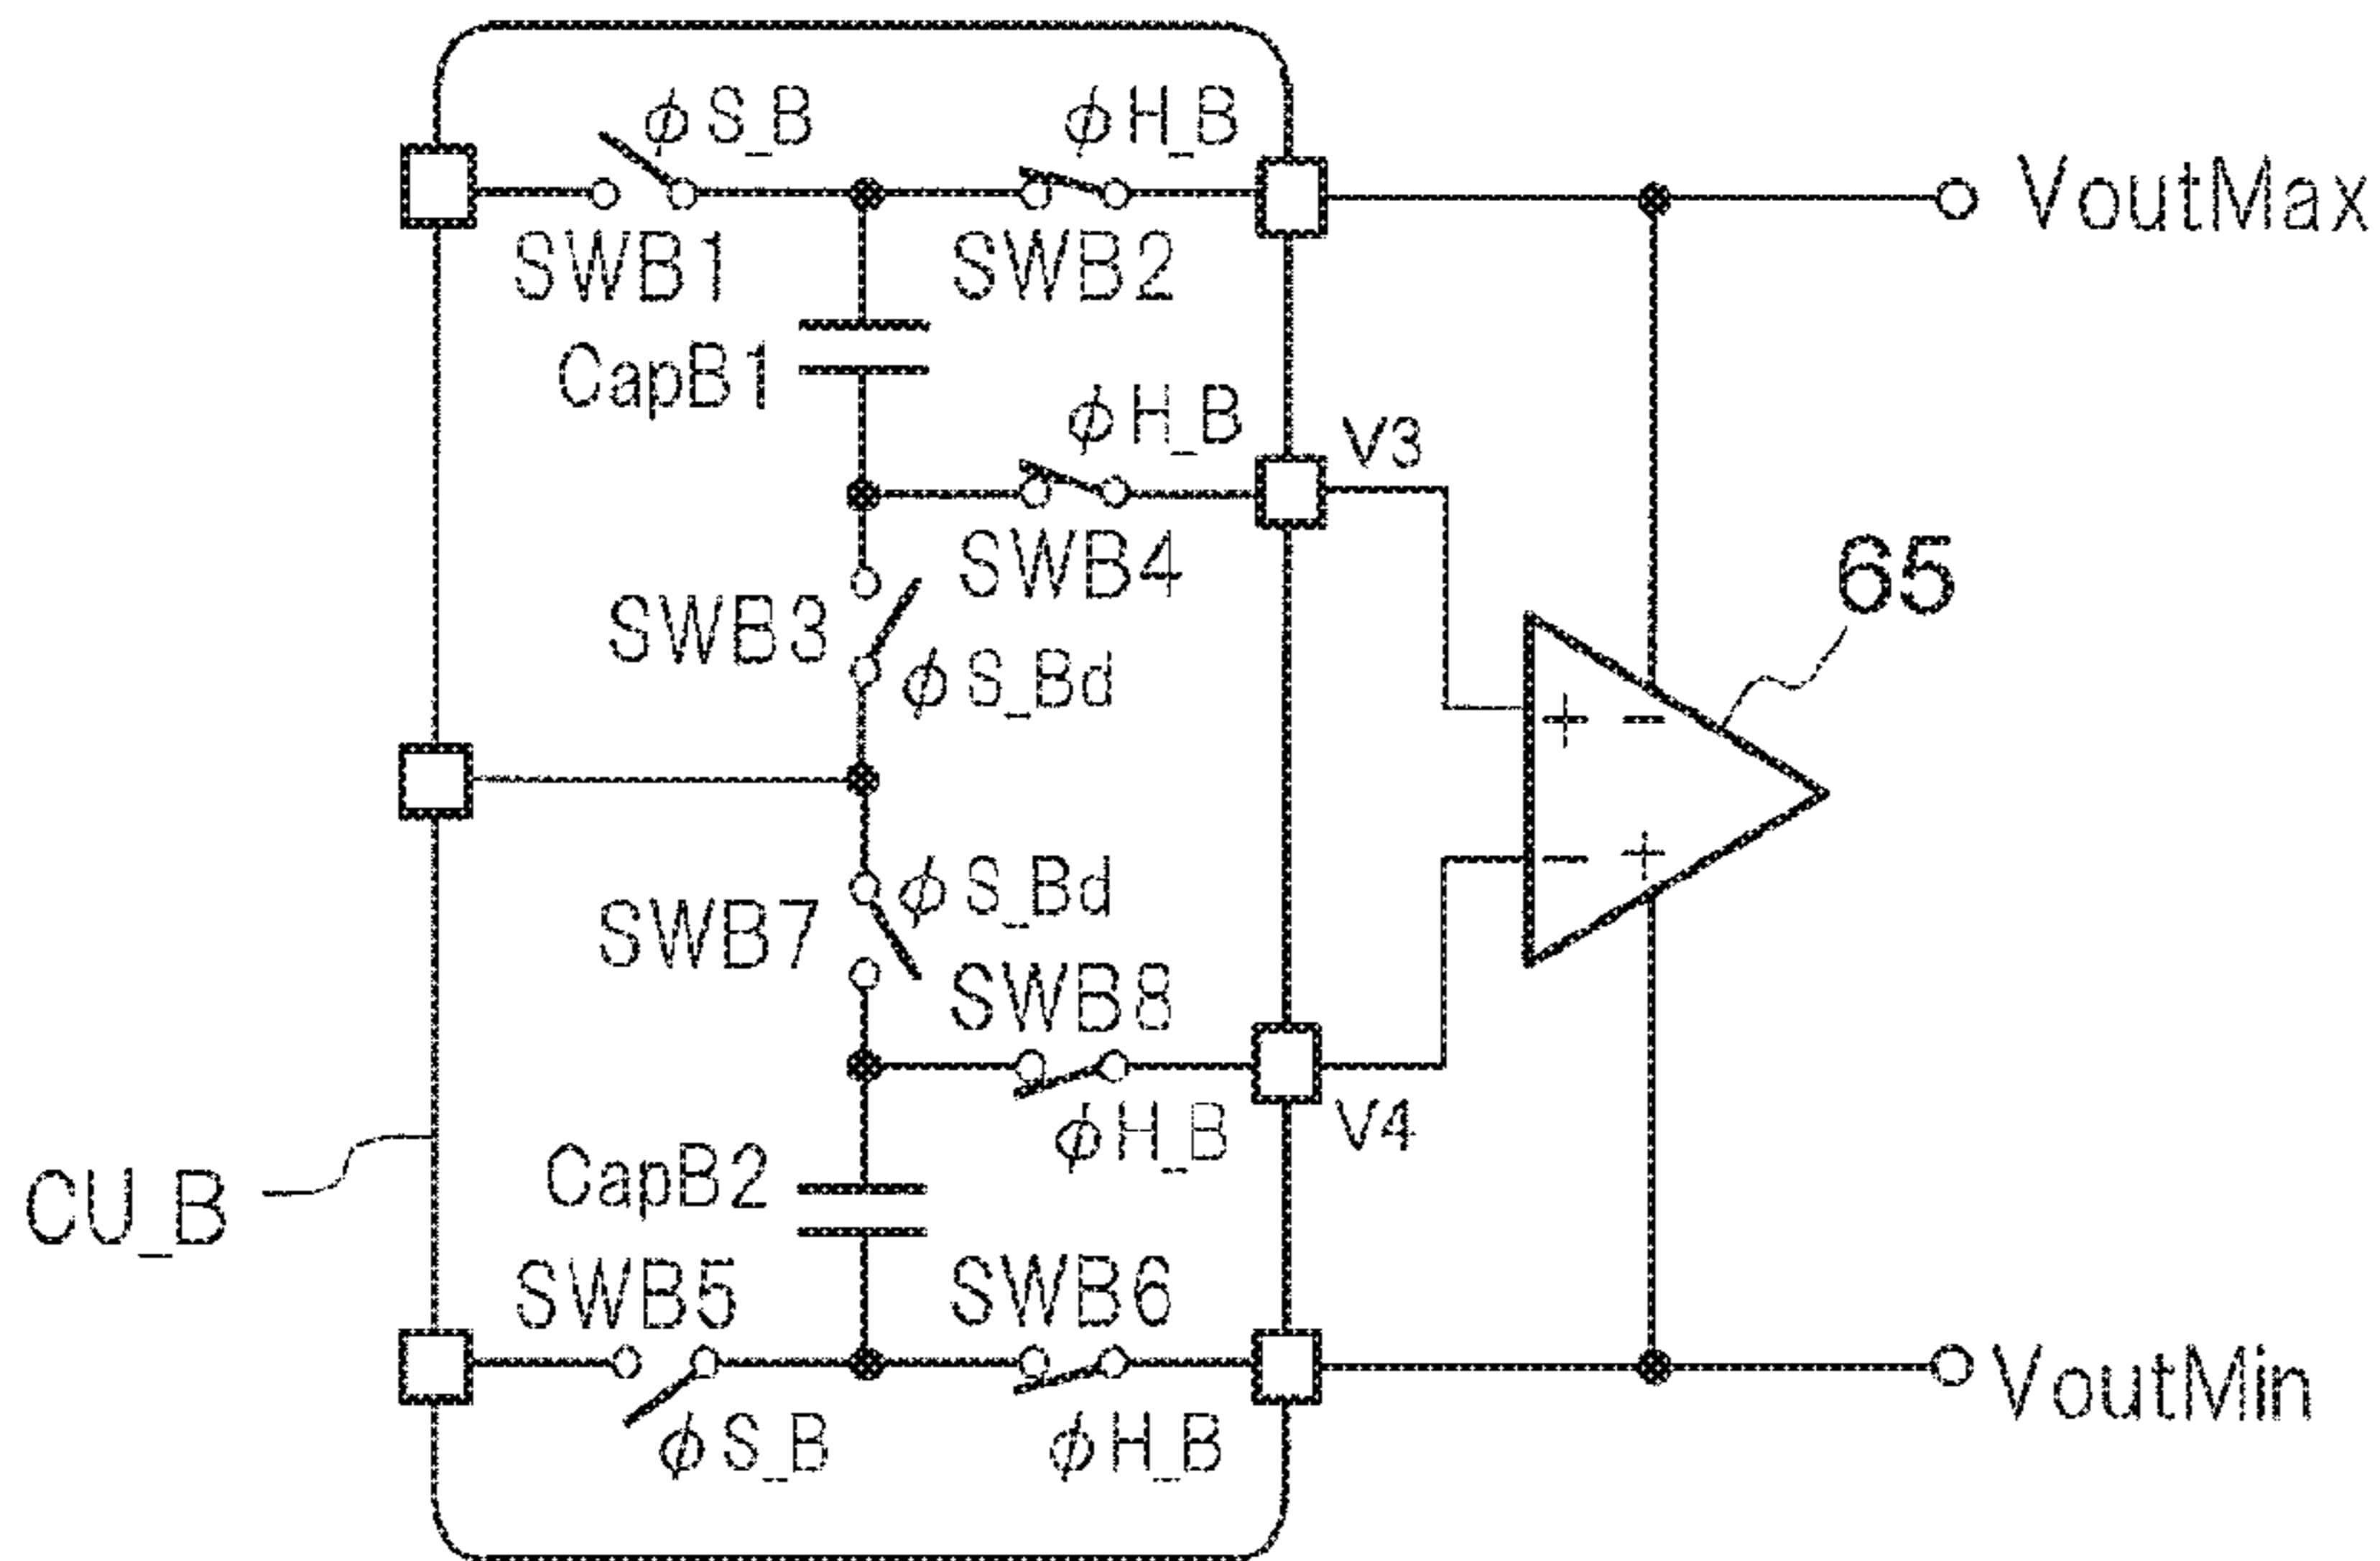 ϕS_B
ϕH_B
VoutMax
SWB1
SWB2
CapB1
ϕH_B
V3
SWB4
65
SWB3
ϕS_Bd
+ −
ϕS_Bd
− +
SWB7
SWB8
V4
ϕH_B
CapB2
CU_B
SWB5
SWB6
VoutMin
ϕS_B
ϕH_B